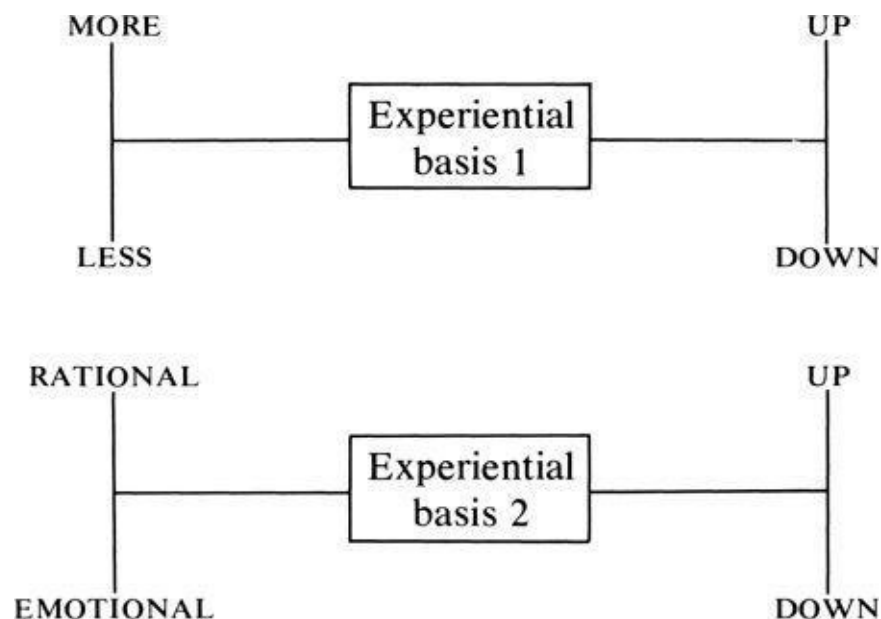 MORE UP
Experiential
basis 1
LESS DOWN
RATIONAL UP
Experiential
basis 2
EMOTIONAL DOWN